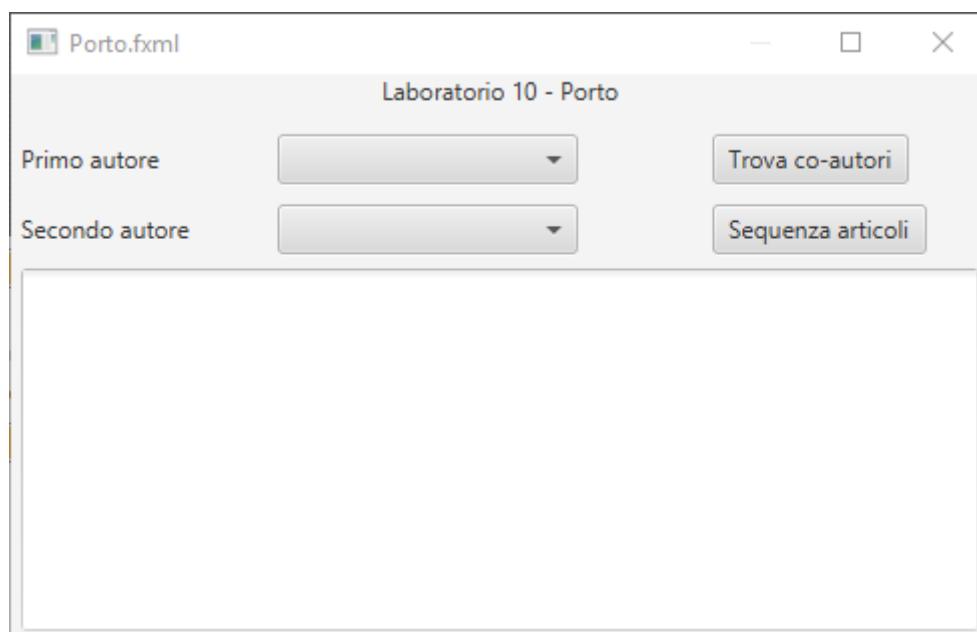 Porto.fxml
Laboratorio 10 - Porto
Primo autore
Trova co-autori
Secondo autore
Sequenza articoli